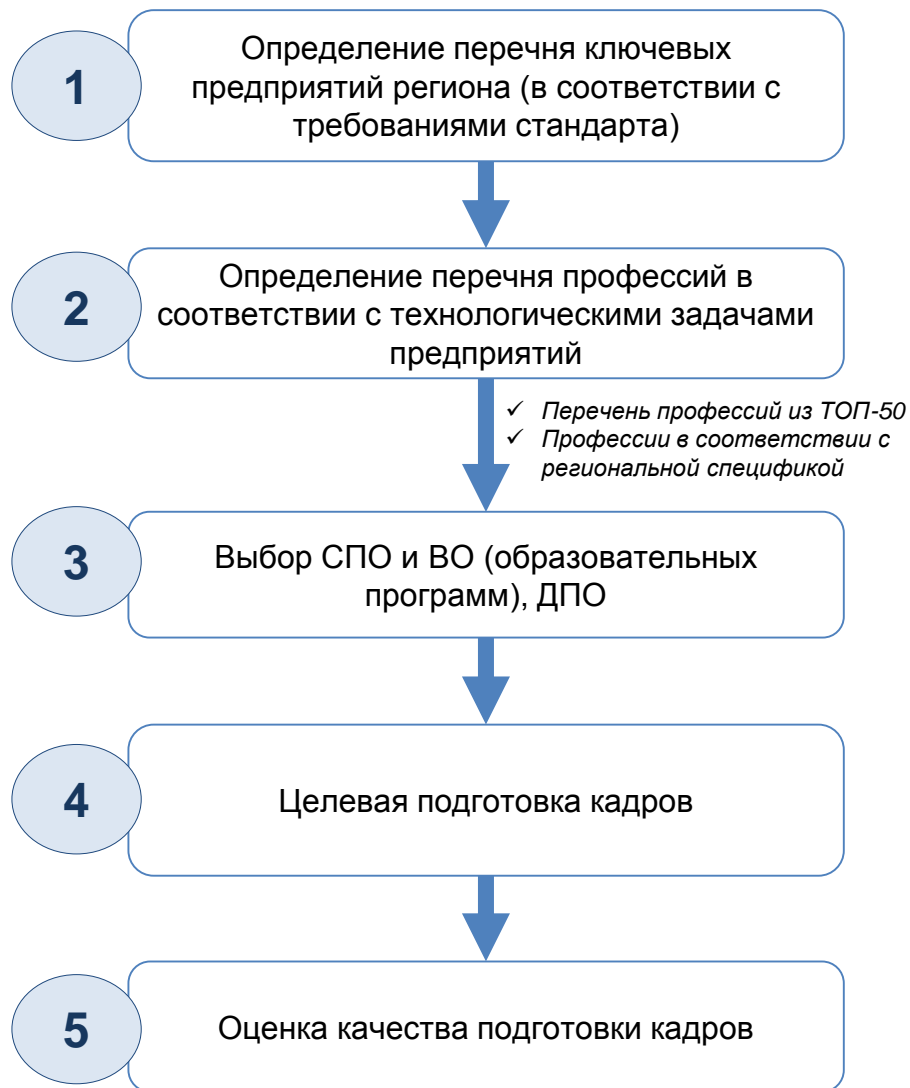 1
Определение перечня ключевых
предприятий региона (в соответствии с
требованиями стандарта)
2
Определение перечня профессий в
соответствии с технологическими задачами
предприятий
✓ Перечень профессий из ТОП-50
✓ Профессии в соответствии с
региональной спецификой
3
Выбор СПО и ВО (образовательных
программ), ДПО
4
Целевая подготовка кадров
5
Оценка качества подготовки кадров